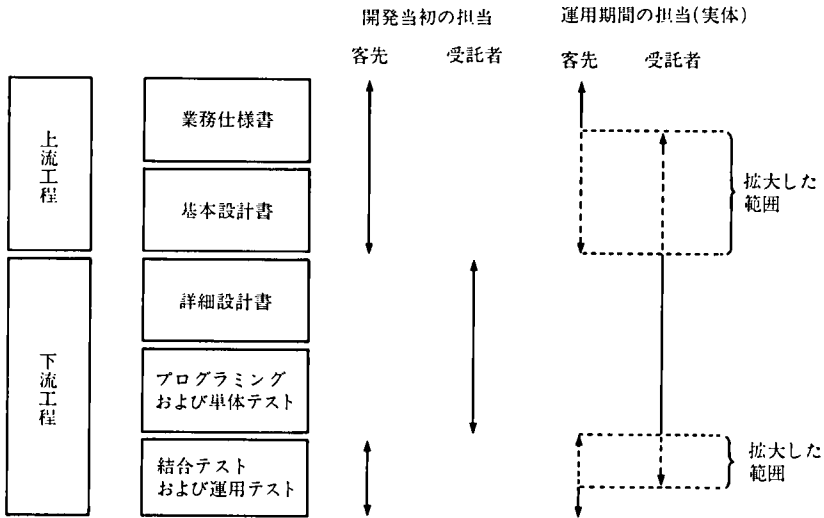 開発当初の担当
運用期間の担当(実体)
客先
受託者
客先
受託者
上流工程
業務仕様書
基本設計書
拡大した
範囲
下流工程
詳細設計書
プログラミング
および単体テスト
結合テスト
および運用テスト
拡大した
範囲